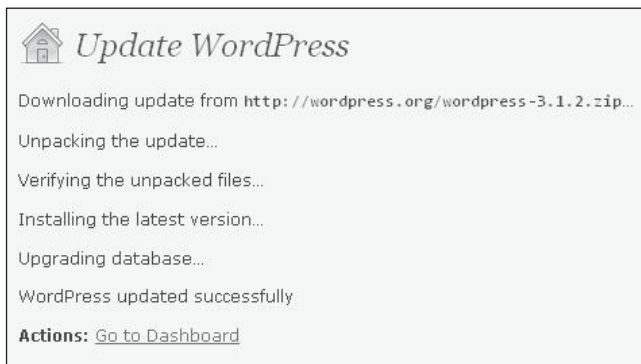 Update WordPress
Downloading update from http://wordpress.org/wordpress-3.1.2.zip…
Unpacking the update…
Verifying the unpacked files…
Installing the latest version…
Upgrading database…
WordPress updated successfully
Actions: Go to Dashboard